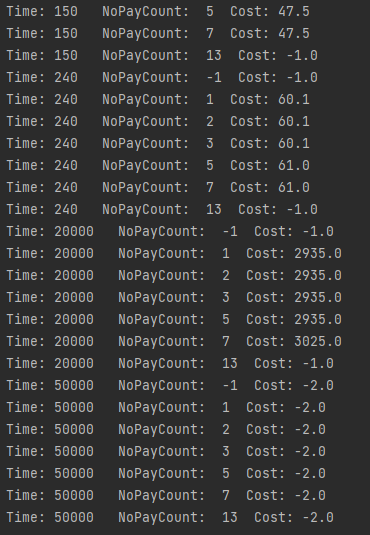 Time: 150   NoPayCount:  5  Cost: 47.5
Time: 150   NoPayCount:  7  Cost: 47.5
Time: 150   NoPayCount:  13  Cost: -1.0
Time: 240   NoPayCount:  -1  Cost: -1.0
Time: 240   NoPayCount:  1  Cost: 60.1
Time: 240   NoPayCount:  2  Cost: 60.1
Time: 240   NoPayCount:  3  Cost: 60.1
Time: 240   NoPayCount:  5  Cost: 61.0
Time: 240   NoPayCount:  7  Cost: 61.0
Time: 240   NoPayCount:  13  Cost: -1.0
Time: 20000   NoPayCount:  -1  Cost: -1.0
Time: 20000   NoPayCount:  1  Cost: 2935.0
Time: 20000   NoPayCount:  2  Cost: 2935.0
Time: 20000   NoPayCount:  3  Cost: 2935.0
Time: 20000   NoPayCount:  5  Cost: 2935.0
Time: 20000   NoPayCount:  7  Cost: 3025.0
Time: 20000   NoPayCount:  13  Cost: -1.0
Time: 50000   NoPayCount:  -1  Cost: -2.0
Time: 50000   NoPayCount:  1  Cost: -2.0
Time: 50000   NoPayCount:  2  Cost: -2.0
Time: 50000   NoPayCount:  3  Cost: -2.0
Time: 50000   NoPayCount:  5  Cost: -2.0
Time: 50000   NoPayCount:  7  Cost: -2.0
Time: 50000   NoPayCount:  13  Cost: -2.0